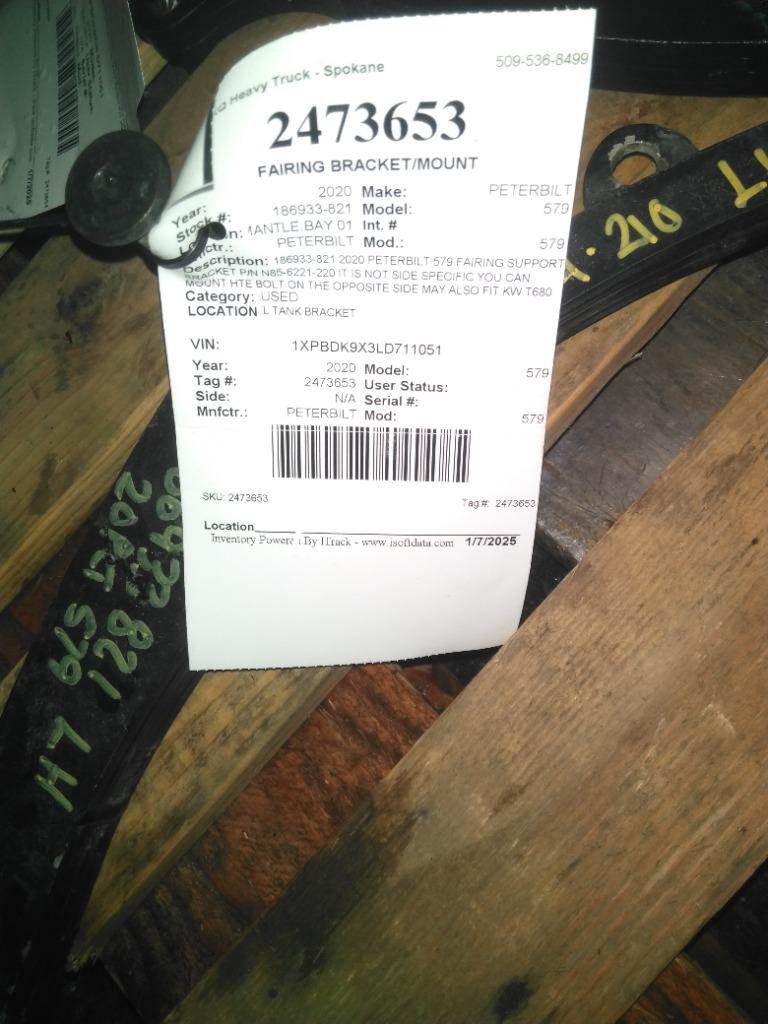 Heavy Truck - Spokane 509-536-8499
2473653
FAIRING BRACKET/MOUNT
Year: 2020 Make: PETERBILT
Stock #: 186933-821 Model: 579
MANTLE.BAY 01 Int. #
PETERBILT Mod.: 579
Description: 186933-821 2020 PETERBILT 579 FAIRING SUPPORT
BRACKET P/N N85-6221-220 IT IS NOT SIDE SPECIFIC YOU CAN
MOUNT HTE BOLT ON THE OPPOSITE SIDE MAY ALSO FIT KW T680
Category: USED
LOCATION L TANK BRACKET
VIN: 1XPBDK9X3LD711051
Year: 2020 Model: 579
Tag #: 2473653 User Status:
Side: N/A Serial #:
Mnfctr.: PETERBILT Mod: 579
SKU: 2473653 Tag #: 2473653
Location
Inventory Powere By ITrack - www.isoftdata.com 1/7/2025
210
H7
128